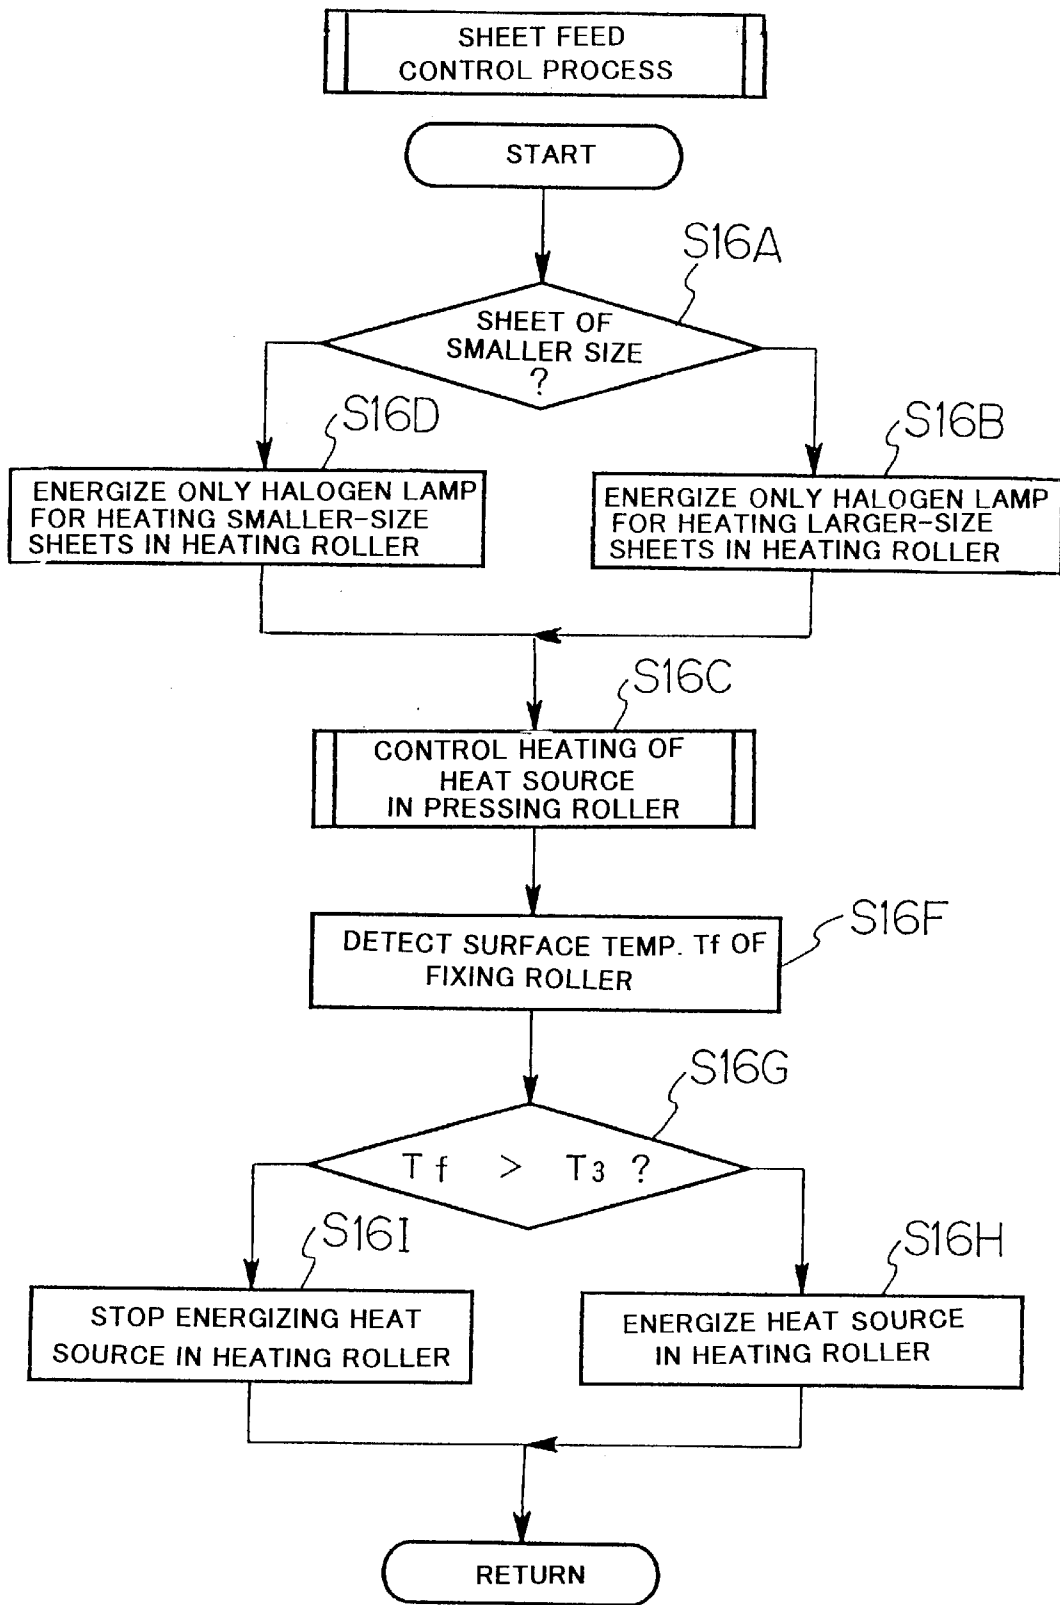 SHEET FEED
CONTROL PROCESS
START
S16A
SHEET OF
SMALLER SIZE
?
S16D
S16B
ENERGIZE ONLY HALOGEN LAMP
FOR HEATING SMALLER-SIZE
SHEETS IN HEATING ROLLER
ENERGIZE ONLY HALOGEN LAMP
FOR HEATING LARGER-SIZE
SHEETS IN HEATING ROLLER
S16C
CONTROL HEATING OF
HEAT SOURCE
IN PRESSING ROLLER
S16F
DETECT SURFACE TEMP. Tf OF
FIXING ROLLER
S16G
Tf > T3 ?
S16I
S16H
STOP ENERGIZING HEAT
SOURCE IN HEATING ROLLER
ENERGIZE HEAT SOURCE
IN HEATING ROLLER
RETURN